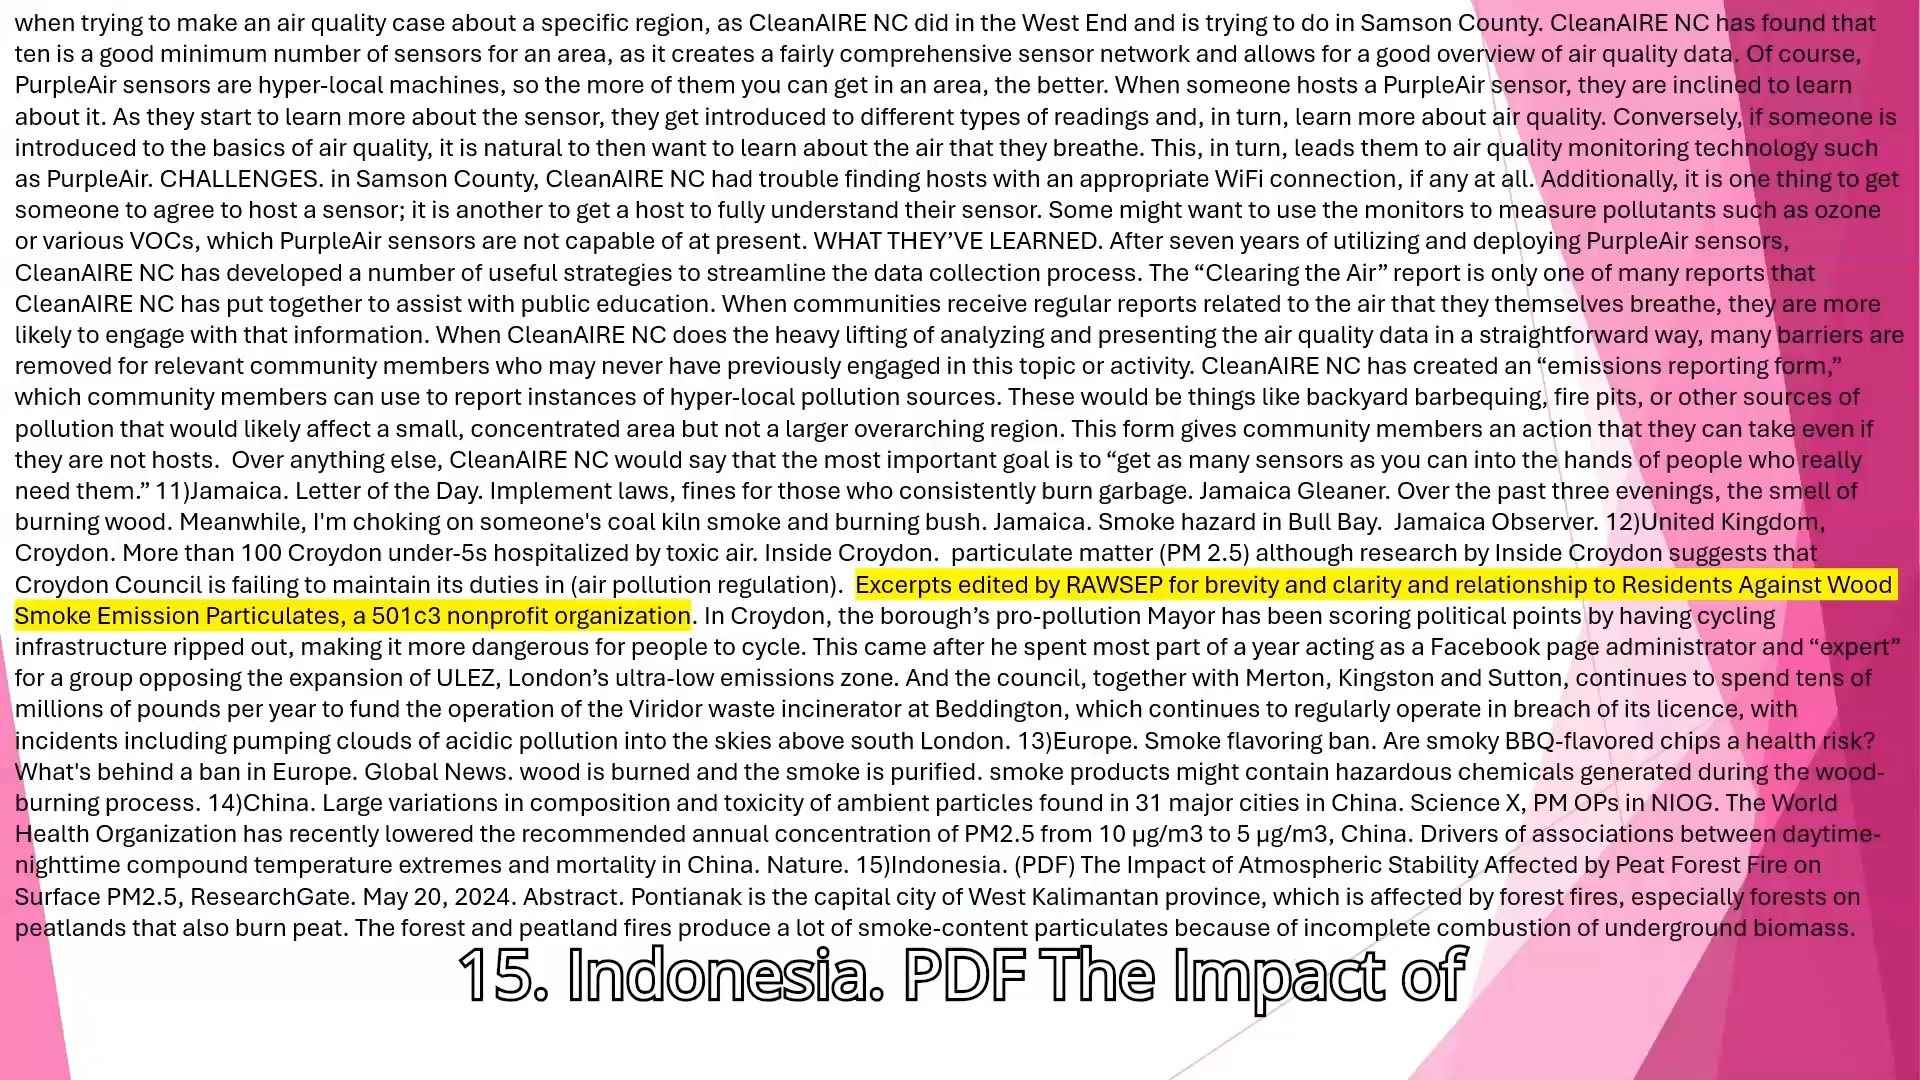 when trying to make an air quality case about a specific region, as CleanAIRE NC did in the West End and is trying to do in Samson County. CleanAIRE NC has found that
ten is a good minimum number of sensors for an area, as it creates a fairly comprehensive sensor network and allows for a good overview of air quality data. Of course,
PurpleAir sensors are hyper-local machines, so the more of them you can get in an area, the better. When someone hosts a PurpleAir sensor, they are inclined to learn
about it. As they start to learn more about the sensor, they get introduced to different types of readings and, in turn, learn more about air quality. Conversely, if someone is
introduced to the basics of air quality, it is natural to then want to learn about the air that they breathe. This, in turn, leads them to air quality monitoring technology such
as PurpleAir. CHALLENGES. in Samson County, CleanAIRE NC had trouble finding hosts with an appropriate WiFi connection, if any at all. Additionally, it is one thing to get
someone to agree to host a sensor; it is another to get a host to fully understand their sensor. Some might want to use the monitors to measure pollutants such as ozone
or various VOCs, which PurpleAir sensors are not capable of at present. WHAT THEY’VE LEARNED. After seven years of utilizing and deploying PurpleAir sensors,
CleanAIRE NC has developed a number of useful strategies to streamline the data collection process. The “Clearing the Air” report is only one of many reports that
CleanAIRE NC has put together to assist with public education. When communities receive regular reports related to the air that they themselves breathe, they are more
likely to engage with that information. When CleanAIRE NC does the heavy lifting of analyzing and presenting the air quality data in a straightforward way, many barriers are
removed for relevant community members who may never have previously engaged in this topic or activity. CleanAIRE NC has created an “emissions reporting form,”
which community members can use to report instances of hyper-local pollution sources. These would be things like backyard barbequing, fire pits, or other sources of
pollution that would likely affect a small, concentrated area but not a larger overarching region. This form gives community members an action that they can take even if
they are not hosts.  Over anything else, CleanAIRE NC would say that the most important goal is to “get as many sensors as you can into the hands of people who really
need them.” 11)Jamaica. Letter of the Day. Implement laws, fines for those who consistently burn garbage. Jamaica Gleaner. Over the past three evenings, the smell of
burning wood. Meanwhile, I'm choking on someone's coal kiln smoke and burning bush. Jamaica. Smoke hazard in Bull Bay.  Jamaica Observer. 12)United Kingdom,
Croydon. More than 100 Croydon under-5s hospitalized by toxic air. Inside Croydon.  particulate matter (PM 2.5) although research by Inside Croydon suggests that
Croydon Council is failing to maintain its duties in (air pollution regulation).  Excerpts edited by RAWSEP for brevity and clarity and relationship to Residents Against Wood
Smoke Emission Particulates, a 501c3 nonprofit organization. In Croydon, the borough’s pro-pollution Mayor has been scoring political points by having cycling
infrastructure ripped out, making it more dangerous for people to cycle. This came after he spent most part of a year acting as a Facebook page administrator and “expert”
for a group opposing the expansion of ULEZ, London’s ultra-low emissions zone. And the council, together with Merton, Kingston and Sutton, continues to spend tens of
millions of pounds per year to fund the operation of the Viridor waste incinerator at Beddington, which continues to regularly operate in breach of its licence, with
incidents including pumping clouds of acidic pollution into the skies above south London. 13)Europe. Smoke flavoring ban. Are smoky BBQ-flavored chips a health risk?
What's behind a ban in Europe. Global News. wood is burned and the smoke is purified. smoke products might contain hazardous chemicals generated during the wood-
burning process. 14)China. Large variations in composition and toxicity of ambient particles found in 31 major cities in China. Science X, PM OPs in NIOG. The World
Health Organization has recently lowered the recommended annual concentration of PM2.5 from 10 µg/m3 to 5 µg/m3, China. Drivers of associations between daytime-
nighttime compound temperature extremes and mortality in China. Nature. 15)Indonesia. (PDF) The Impact of Atmospheric Stability Affected by Peat Forest Fire on
Surface PM2.5, ResearchGate. May 20, 2024. Abstract. Pontianak is the capital city of West Kalimantan province, which is affected by forest fires, especially forests on
peatlands that also burn peat. The forest and peatland fires produce a lot of smoke-content particulates because of incomplete combustion of underground biomass.
15. Indonesia. PDF The Impact of